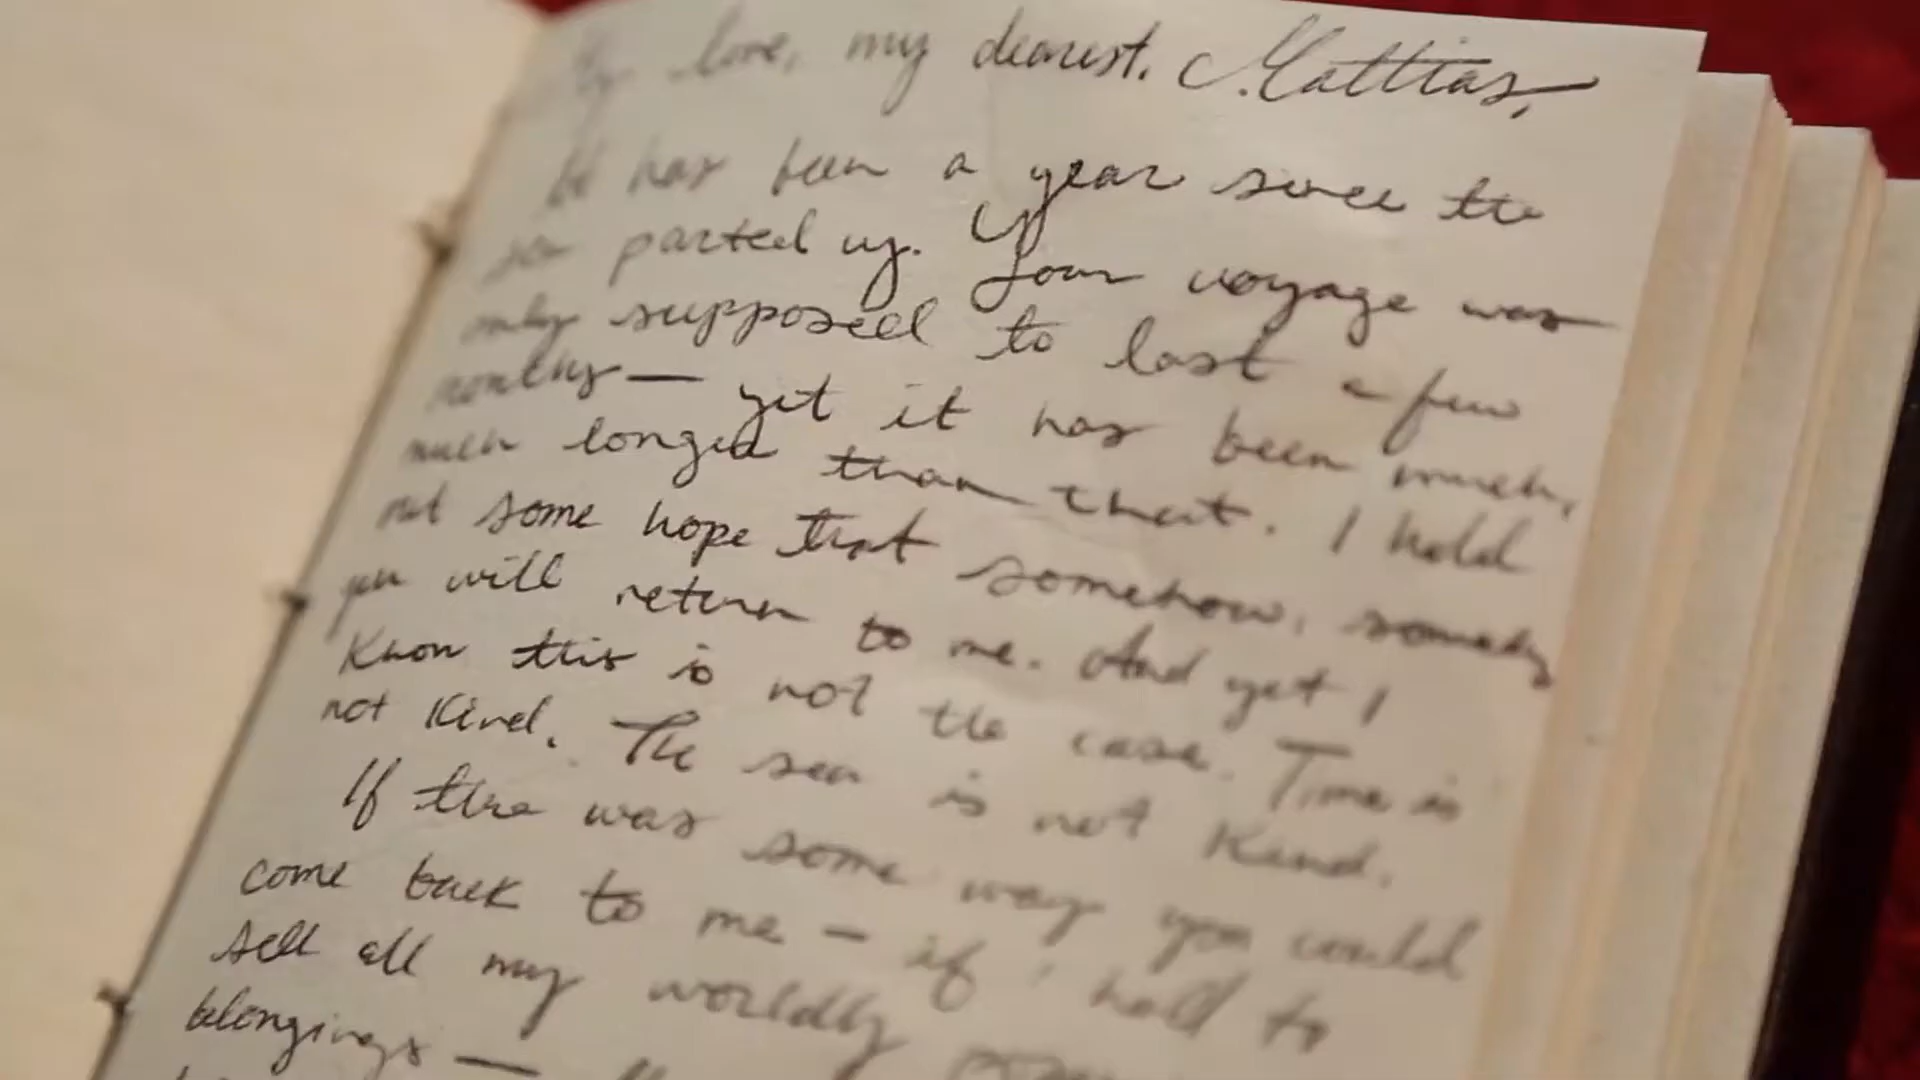 My love, my dearest. Mattias,
It has been a year since the
sea parted us. Your voyage was
only supposed to last a few
months — yet it has been much,
much longer than that. I hold
out some hope that somehow, someday
you will return to me. And yet I
Know this is not the case. Time is
not Kind. The sea is not Kind.
If there was some way you could
come back to me — if I had to
sell all my worldly
belongings —